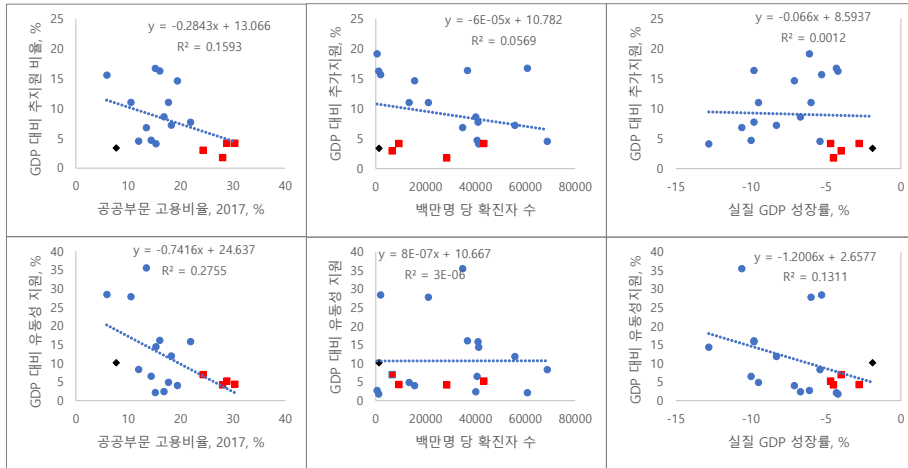 y = -0.2843x + 13.066
R² = 0.1593
GDP 대비 추지원 비율, %
25
20
15
10
5
0
0 10 20 30 40
공공부문 고용비율, 2017, %
y = -6E-05x + 10.782
R² = 0.0569
GDP 대비 추가지원, %
25
20
15
10
5
0
0 20000 40000 60000 80000
백만명 당 확진자 수
y = -0.066x + 8.5937
R² = 0.0012
GDP 대비 추가지원, %
25
20
15
10
5
0
-15 -10 -5 0
실질 GDP 성장률, %
y = -0.7416x + 24.637
R² = 0.2755
GDP 대비 유동성 지원, %
40
35
30
25
20
15
10
5
0
0 10 20 30 40
공공부문 고용비율, 2017, %
y = 8E-07x + 10.667
R² = 3E-06
GDP 대비 유동성 지원
40
35
30
25
20
15
10
5
0
0 20000 40000 60000 80000
백만명 당 확진자 수
y = -1.2006x + 2.6577
R² = 0.1311
GDP 대비 유동성지원, %
40
35
30
25
20
15
10
5
0
-15 -10 -5 0
실질 GDP 성장률, %